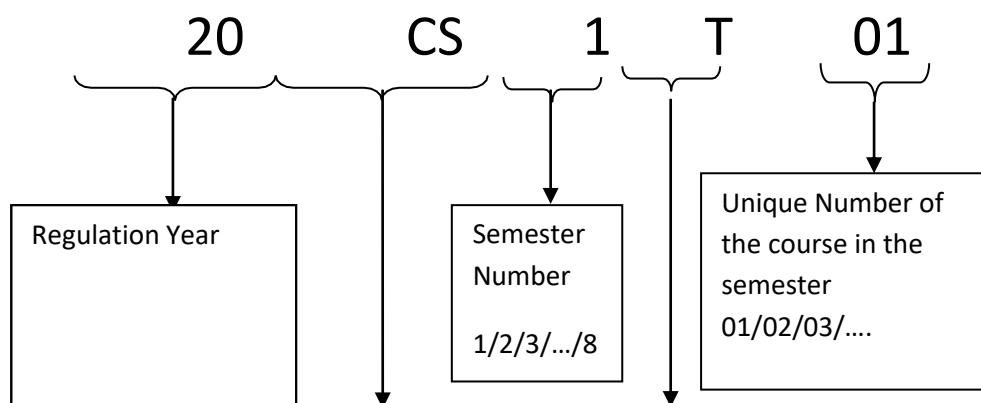 20 CS 1 T 01
Regulation Year
Semester
Number
1/2/3/…/8
Unique Number of
the course in the
semester
01/02/03/….